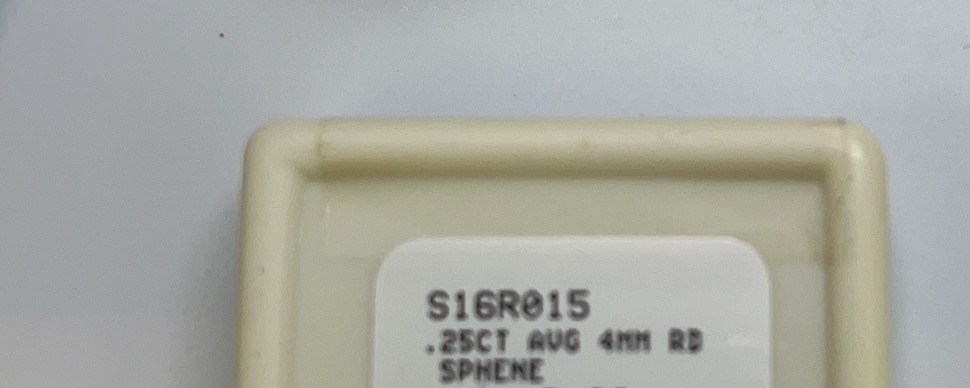 S16R015
.25CT AVG 4MM RD
SPHENE